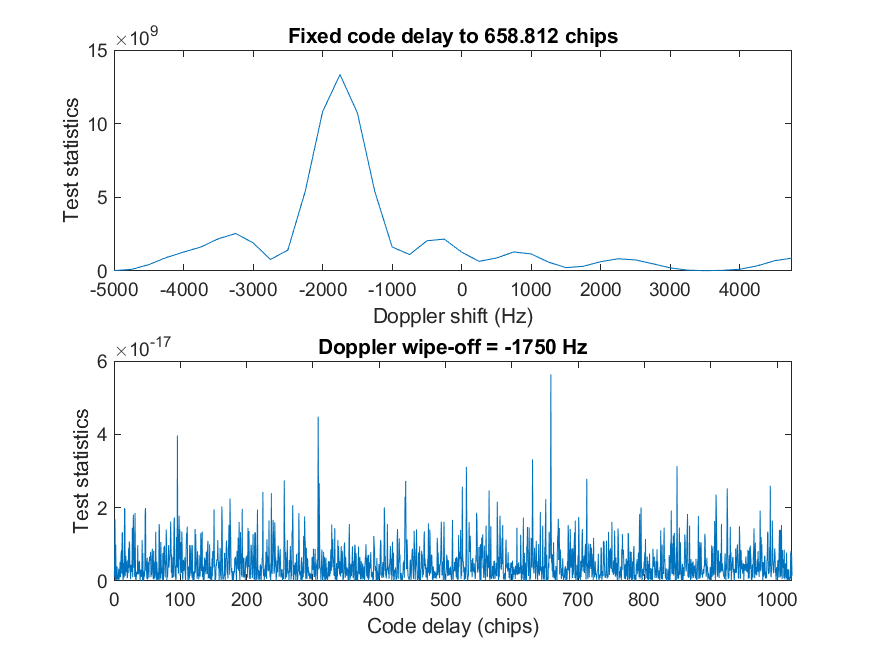 Fixed code delay to 658.812 chips
×10^9
15
10
5
0
Test statistics
-5000 -4000 -3000 -2000 -1000 0 1000 2000 3000 4000
Doppler shift (Hz)
Doppler wipe-off = -1750 Hz
×10^-17
6
4
2
0
Test statistics
0 100 200 300 400 500 600 700 800 900 1000
Code delay (chips)